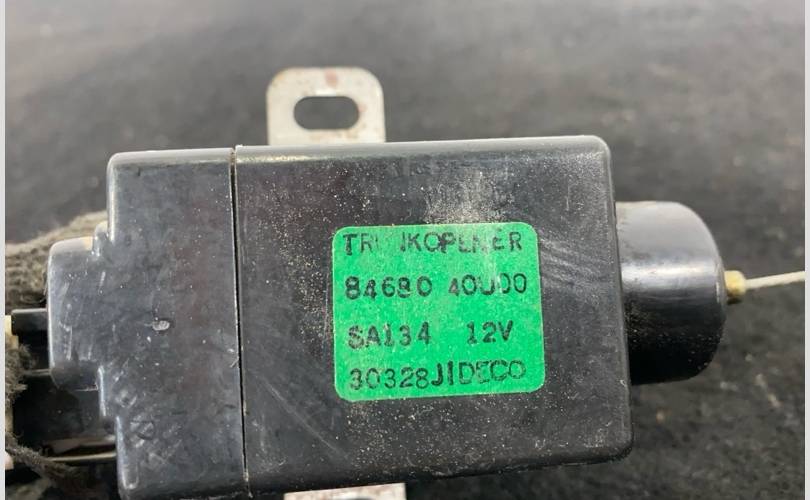 TRUNKOPENER
84680 40U00
SA134 12V
30328JIDECO